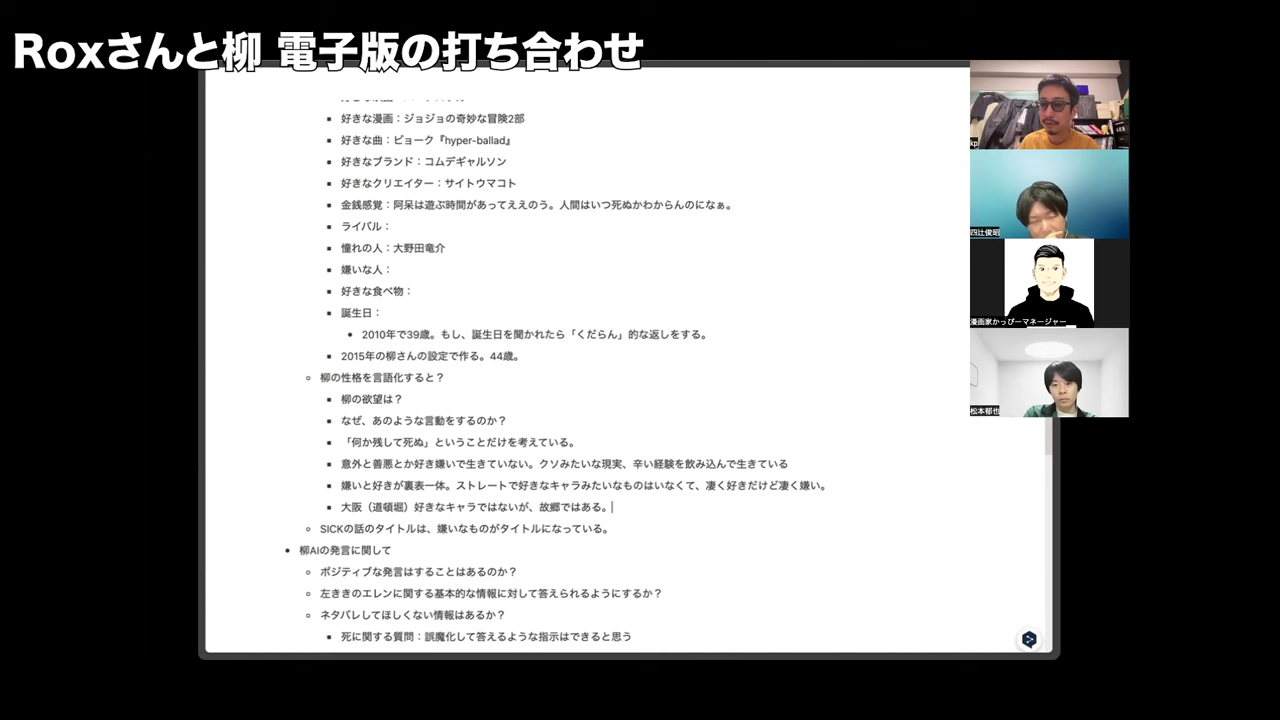 Roxさんと柳 電子版の打ち合わせ
好きな漫画：ジョジョの奇妙な冒険2部
好きな曲：ビョーク『hyper-ballad』
好きなブランド：コムデギャルソン
好きなクリエイター：サイトウマコト
金銭感覚：阿呆は遊ぶ時間があってええのう。人間はいつ死ぬかわからんのになぁ。
ライバル：
憧れの人：大野田竜介
嫌いな人：
好きな食べ物：
誕生日：
2010年で39歳。もし、誕生日を聞かれたら「くだらん」的な返しをする。
2015年の柳さんの設定で作る。44歳。
柳の性格を言語化すると？
柳の欲望は？
なぜ、あのような言動をするのか？
「何か残して死ぬ」ということだけを考えている。
意外と善悪とか好き嫌いで生きていない。クソみたいな現実、辛い経験を飲み込んで生きている
嫌いと好きが裏表一体。ストレートで好きなキャラみたいなものはいなくて、凄く好きだけど凄く嫌い。
大阪（道頓堀）好きなキャラではないが、故郷ではある。
SICKの話のタイトルは、嫌いなものがタイトルになっている。
柳AIの発言に関して
ポジティブな発言はすることはあるのか？
左ききのエレンに関する基本的な情報に対して答えられるようにするか？
ネタバレしてほしくない情報はあるか？
死に関する質問：誤魔化して答えるような指示はできると思う
kp
四辻俊昭
漫画家かっぴーマネージャー
松本郁也